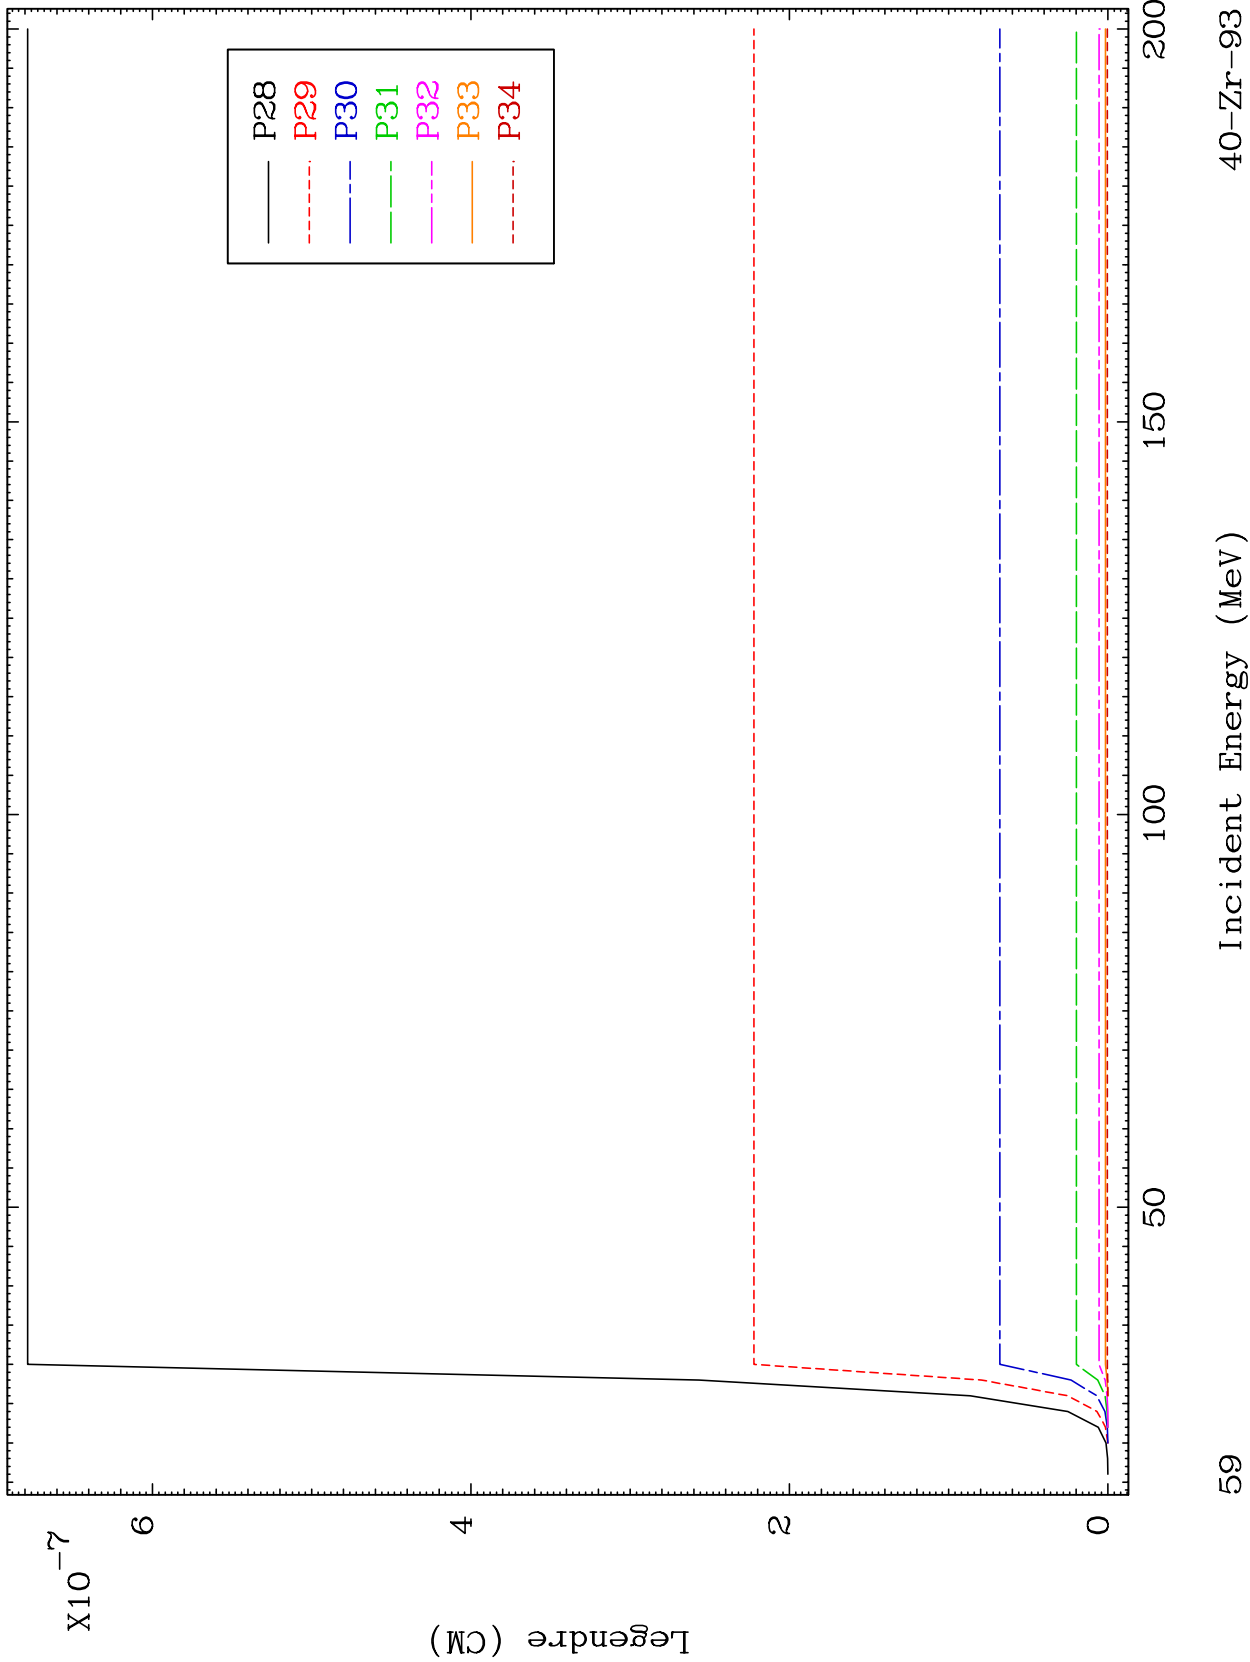 X10-7
Legendre (CM)
6
4
2
0
P28
P29
P30
P31
P32
P33
P34
50
100
150
200
Incident Energy (MeV)
59
40-Zr-93